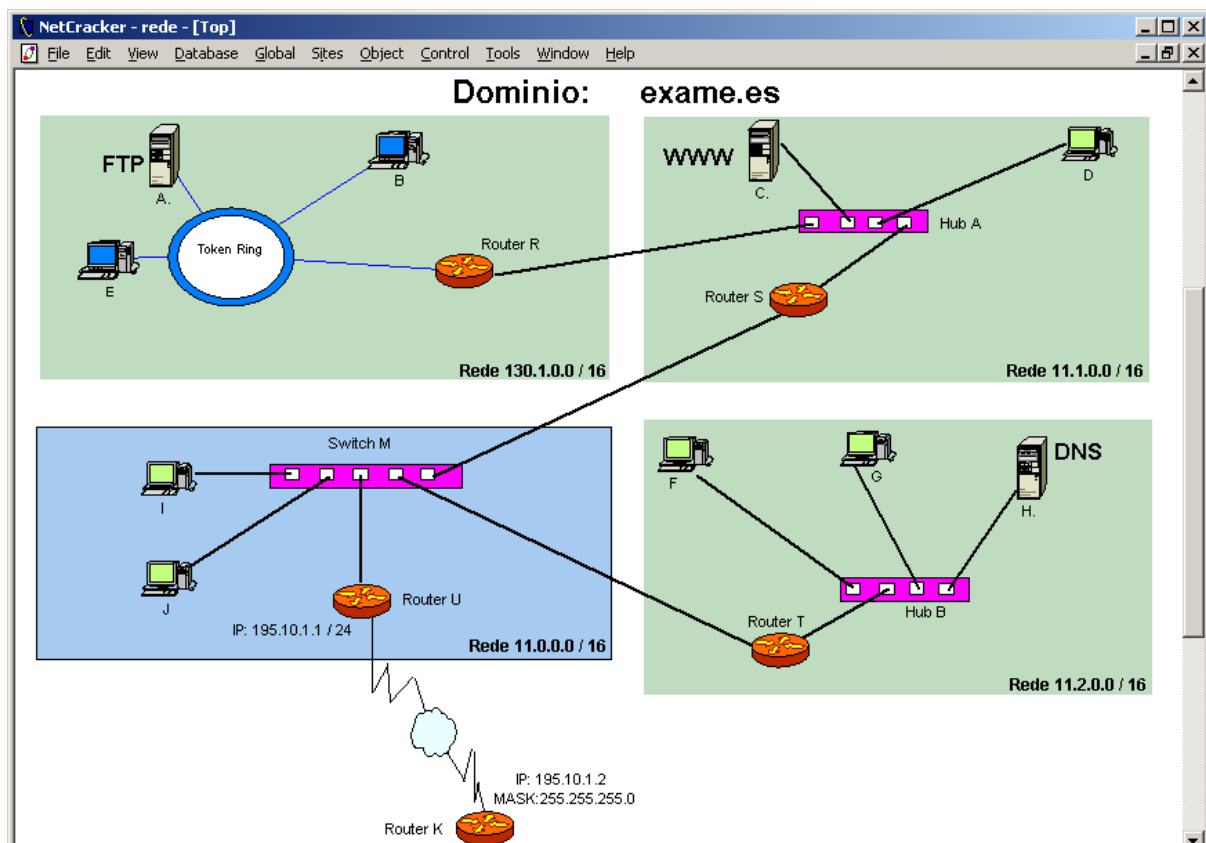 NetCracker - rede - [Top]
File Edit View Database Global Sites Object Control Tools Window Help
Dominio: exame.es
FTP
A.
B
Token Ring
E
Router R
Rede 130.1.0.0 / 16
WWW
C.
D
Hub A
Router S
Rede 11.1.0.0 / 16
Switch M
I
J
Router U
IP: 195.10.1.1 / 24
Rede 11.0.0.0 / 16
F
G
DNS
H.
Hub B
Router T
Rede 11.2.0.0 / 16
IP: 195.10.1.2
MASK:255.255.255.0
Router K